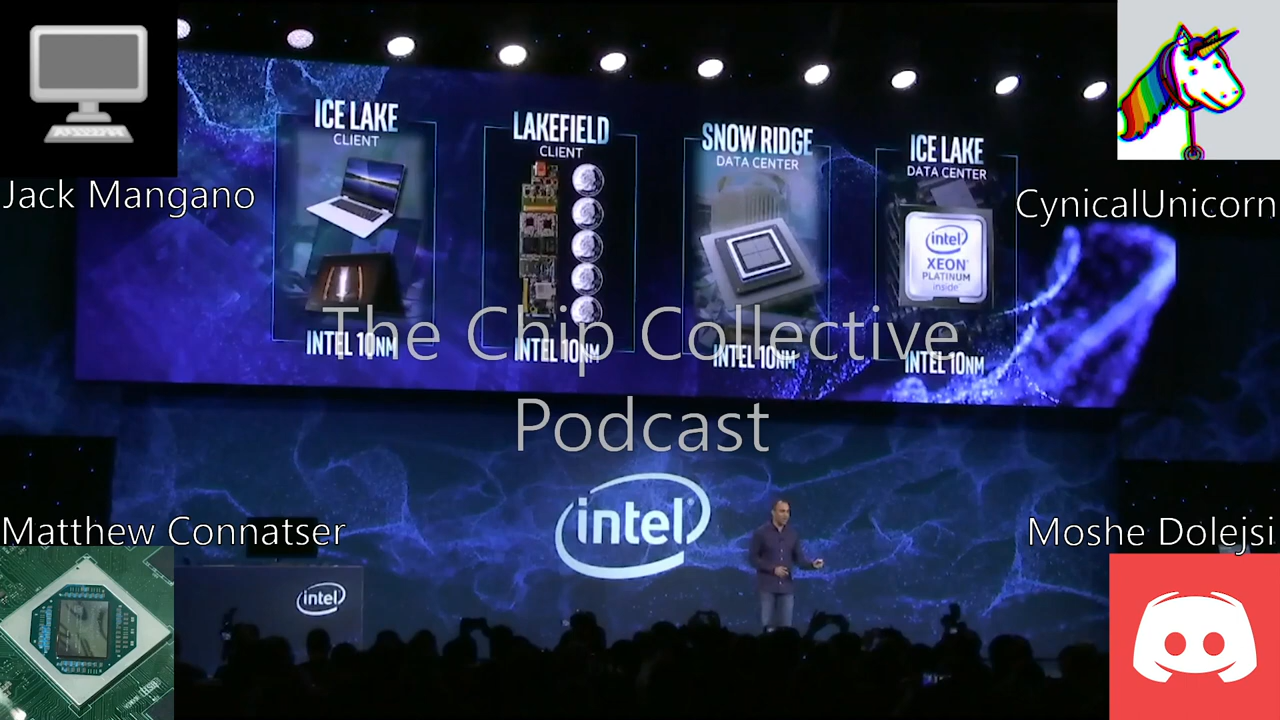 ICE LAKE
CLIENT
INTEL 10NM
LAKEFIELD
CLIENT
INTEL 10NM
SNOW RIDGE
DATA CENTER
INTEL 10NM
ICE LAKE
DATA CENTER
intel
XEON®
PLATINUM
inside™
INTEL 10NM
Jack Mangano
CynicalUnicorn
The Chip Collective
Podcast
intel®
intel
Matthew Connatser
Moshe Dolejsi